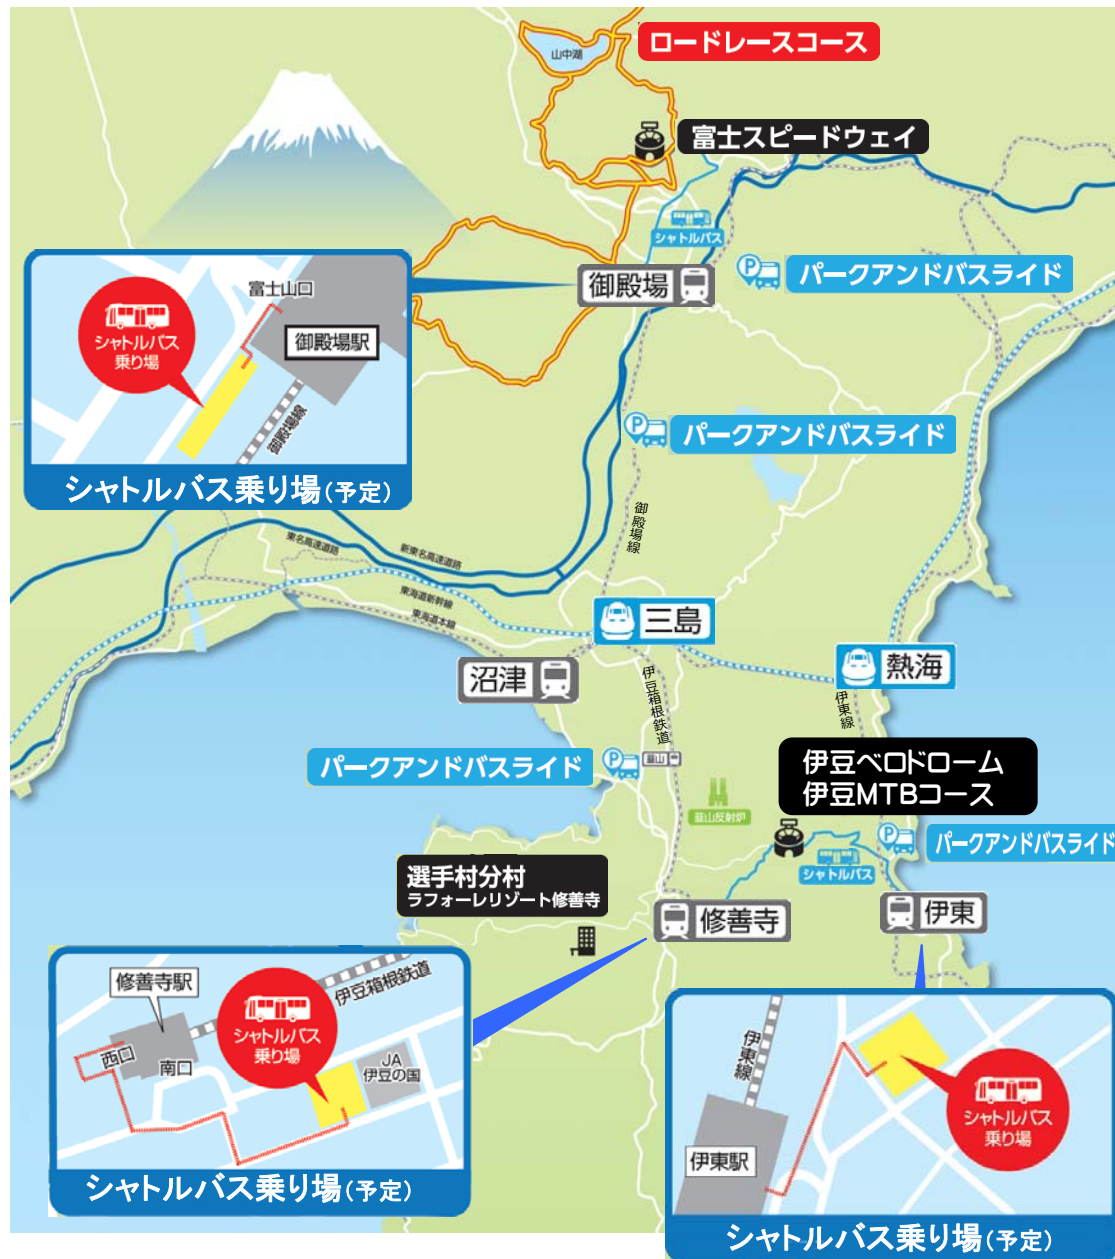 山中湖
ロードレースコース
富士スピードウェイ
シャトルバス
御殿場
パークアンドバスライド
富士山口
シャトルバス
乗り場
御殿場駅
御殿場線
シャトルバス乗り場(予定)
パークアンドバスライド
御殿場線
東名高速道路
新東名高速道路
東海道新幹線
東海道本線
三島
沼津
熱海
伊豆箱根鉄道
伊東線
パークアンドバスライド
韮山
韮山反射炉
伊豆ベロドローム
伊豆MTBコース
パークアンドバスライド
シャトルバス
選手村分村
ラフォーレリゾート修善寺
修善寺
伊東
修善寺駅
伊豆箱根鉄道
シャトルバス
乗り場
西口
南口
JA
伊豆の国
シャトルバス乗り場(予定)
伊東線
シャトルバス
乗り場
伊東駅
シャトルバス乗り場(予定)